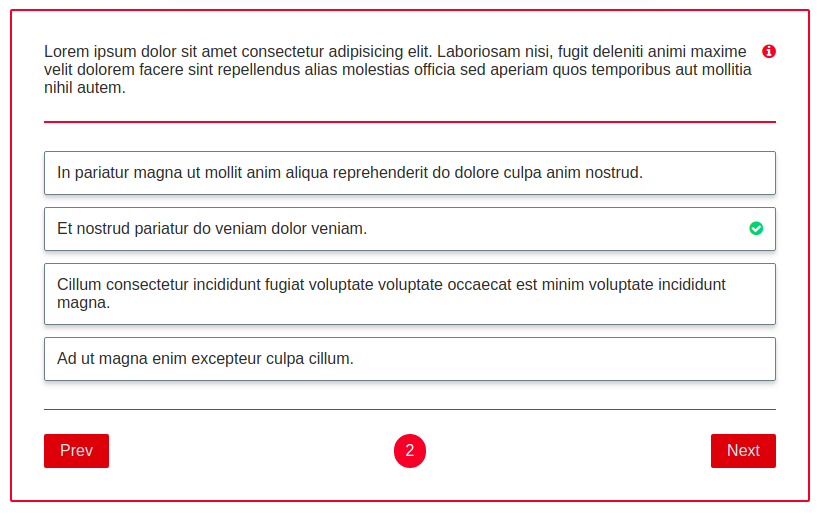 Lorem ipsum dolor sit amet consectetur adipisicing elit. Laboriosam nisi, fugit deleniti animi maxime
velit dolorem facere sint repellendus alias molestias officia sed aperiam quos temporibus aut mollitia
nihil autem.
In pariatur magna ut mollit anim aliqua reprehenderit do dolore culpa anim nostrud.
Et nostrud pariatur do veniam dolor veniam.
Cillum consectetur incididunt fugiat voluptate voluptate occaecat est minim voluptate incididunt
magna.
Ad ut magna enim excepteur culpa cillum.
Prev 2 Next